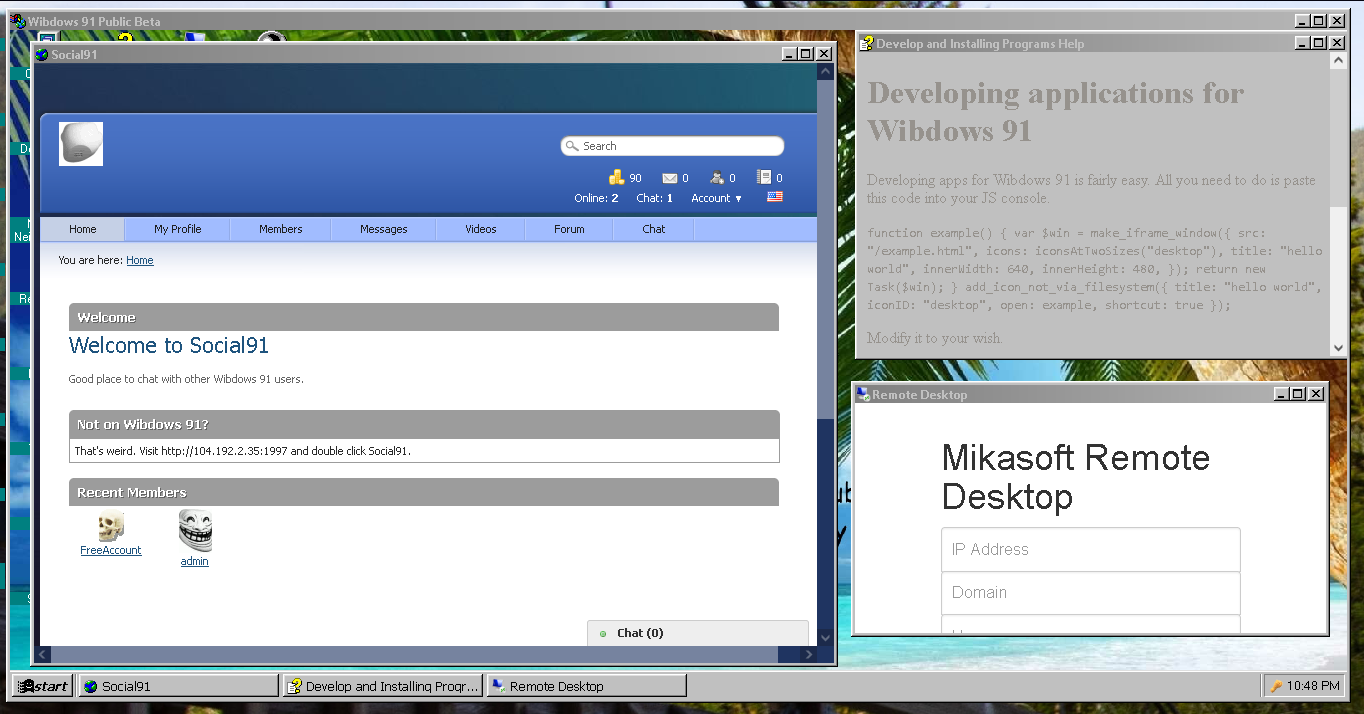 Wibdows 91 Public Beta
Social91
Search
90
0
0
0
Online: 2
Chat: 1
Account ▼
Home
My Profile
Members
Messages
Videos
Forum
Chat
You are here: Home
Welcome
Welcome to Social91
Good place to chat with other Wibdows 91 users.
Not on Wibdows 91?
That's weird. Visit http://104.192.2.35:1997 and double click Social91.
Recent Members
FreeAccount
admin
Chat (0)
Develop and Installing Programs Help
Developing applications for
Wibdows 91
Developing apps for Wibdows 91 is fairly easy. All you need to do is paste
this code into your JS console.
function example() { var $win = make_iframe_window({ src:
"/example.html", icons: iconsAtTwoSizes("desktop"), title: "hello
world", innerWidth: 640, innerHeight: 480, }); return new
Task($win); } add_icon_not_via_filesystem({ title: "hello world",
iconID: "desktop", open: example, shortcut: true });
Modify it to your wish.
Remote Desktop
Mikasoft Remote
Desktop
IP Address
Domain
start
Social91
Develop and Installing Progr...
Remote Desktop
10:48 PM